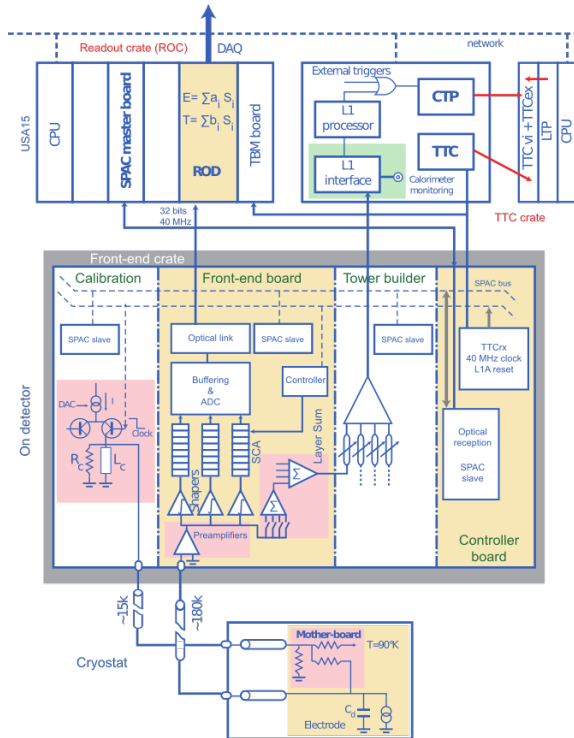 Readout crate (ROC)
DAQ
network
USA15
CPU
SPAC master board
E= ∑a_i S_i
T= ∑b_i S_i
ROD
TBM board
External triggers
CTP
L1 processor
TTC
L1 interface
Calorimeter monitoring
TTC vi + TTCex
LTP
CPU
TTC crate
32 bits
40 MHz
On detector
Front-end crate
Calibration
Front-end board
Tower builder
SPAC bus
SPAC slave
Optical link
SPAC slave
SPAC slave
TTCrx
40 MHz clock
L1A reset
Buffering
&
ADC
Controller
DAC
I
Clock
R_C
L_C
SCA
Layer Sum
Shapers
∑
∑
Preamplifiers
Optical
reception
SPAC
slave
Controller
board
~15k
~180k
Cryostat
Mother-board
T=90°K
C_d
Electrode